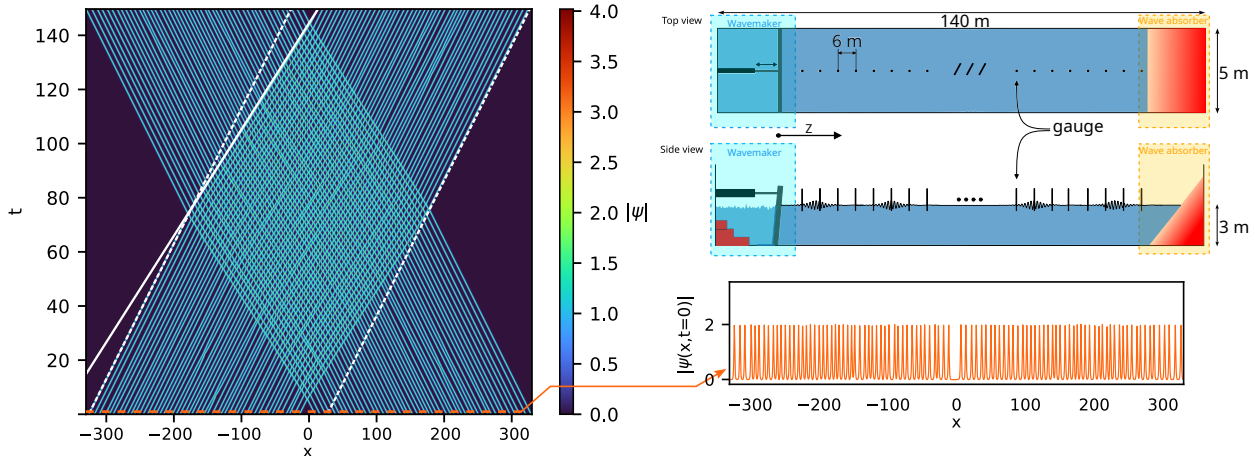 140
120
100
80
60
40
20
t
−300 −200 −100 0 100 200 300
x
4.0
3.5
3.0
2.5
2.0
1.5
1.0
0.5
0.0
|ψ|
Top view
Wavemaker
140 m
Wave absorber
6 m
5 m
z
gauge
Side view
Wavemaker
Wave absorber
3 m
|ψ(x,t=0)|
2
0
−300 −200 −100 0 100 200 300
x